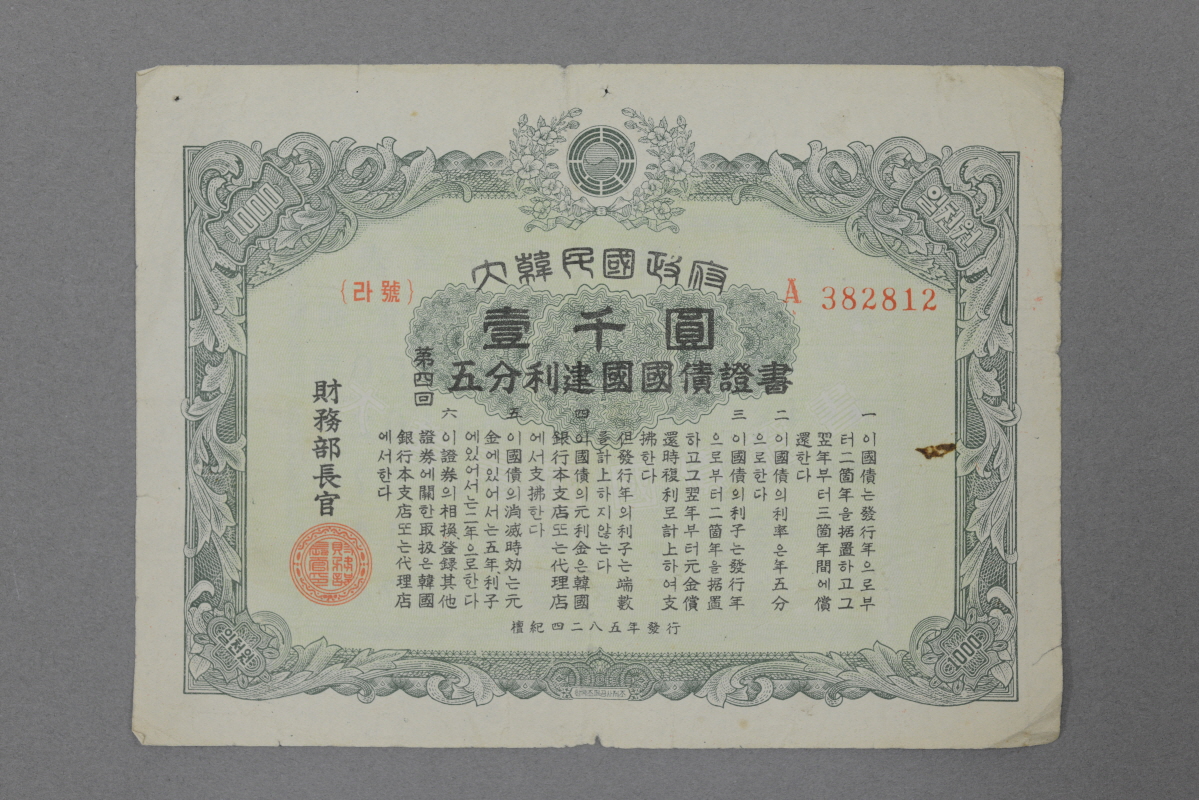 1000
일천원
大韓民國政府
(라號)
A 382812
壹千圓
第四回
五分利建國國債證書
一 이國債는發行年으로부
터二箇年을据置하고그
翌年부터三箇年間에償
還한다
二 이國債의利率은年五分
으로한다
三 이國債의利子는發行年
으로부터二箇年을据置
하고그翌年부터元金償
還時複利로計上하여支
拂한다
但發行年의利子는端數
를計上하지않는다
四 이國債의元利金은韓國
銀行本支店또는代理店
에서支拂한다
五 이國債의消滅時効는元
金에있어서는五年、利子
에있어서는二年으로한다
六 이證券의相換、登錄其他
證券에關한取扱은韓國
銀行本支店또는代理店
에서한다
財務部長官
檀紀四二八五年發行
일천원
1000